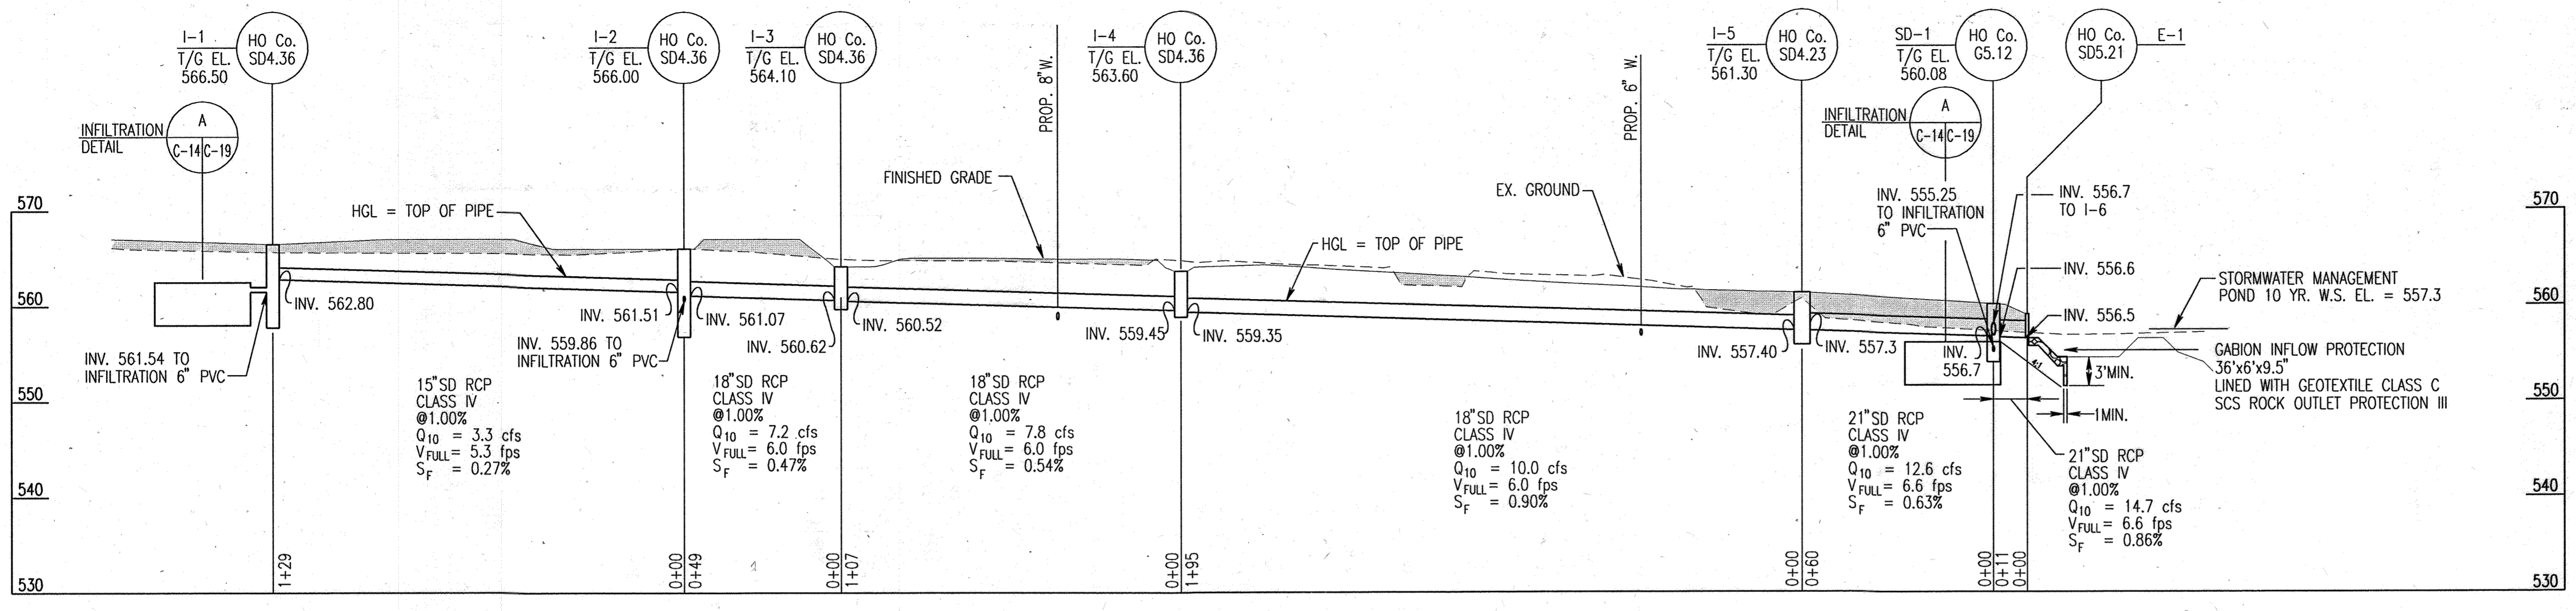 I-1
T/G EL.
566.50
HO Co.
SD4.36
I-2
T/G EL.
566.00
HO Co.
SD4.36
I-3
T/G EL.
564.10
HO Co.
SD4.36
PROP. 8"W.
I-4
T/G EL.
563.60
HO Co.
SD4.36
PROP. 6" W.
I-5
T/G EL.
561.30
HO Co.
SD4.23
SD-1
T/G EL.
560.08
HO Co.
G5.12
HO Co.
SD5.21
E-1
INFILTRATION
DETAIL
A
C-14 C-19
INFILTRATION
DETAIL
A
C-14 C-19
FINISHED GRADE
EX. GROUND
HGL = TOP OF PIPE
HGL = TOP OF PIPE
INV. 555.25
TO INFILTRATION
6" PVC
INV. 556.7
TO I-6
INV. 556.6
INV. 556.5
STORMWATER MANAGEMENT
POND 10 YR. W.S. EL. = 557.3
GABION INFLOW PROTECTION
36'x6'x9.5"
LINED WITH GEOTEXTILE CLASS C
SCS ROCK OUTLET PROTECTION III
570
560
550
540
530
570
560
550
540
530
INV. 561.54 TO
INFILTRATION 6" PVC
INV. 562.80
INV. 561.51
INV. 559.86 TO
INFILTRATION 6" PVC
INV. 561.07
INV. 560.62
INV. 560.52
INV. 559.45
INV. 559.35
INV. 557.40
INV. 557.3
INV.
556.7
4:1
3'MIN.
1MIN.
15"SD RCP
CLASS IV
@1.00%
Q10 = 3.3 cfs
VFULL = 5.3 fps
SF = 0.27%
18"SD RCP
CLASS IV
@1.00%
Q10 = 7.2 cfs
VFULL = 6.0 fps
SF = 0.47%
18"SD RCP
CLASS IV
@1.00%
Q10 = 7.8 cfs
VFULL = 6.0 fps
SF = 0.54%
18"SD RCP
CLASS IV
@1.00%
Q10 = 10.0 cfs
VFULL = 6.0 fps
SF = 0.90%
21"SD RCP
CLASS IV
@1.00%
Q10 = 12.6 cfs
VFULL = 6.6 fps
SF = 0.63%
21"SD RCP
CLASS IV
@1.00%
Q10 = 14.7 cfs
VFULL = 6.6 fps
SF = 0.86%
1+29
0+00
0+49
0+00
1+07
0+00
1+95
0+00
0+60
0+00
0+11
0+00